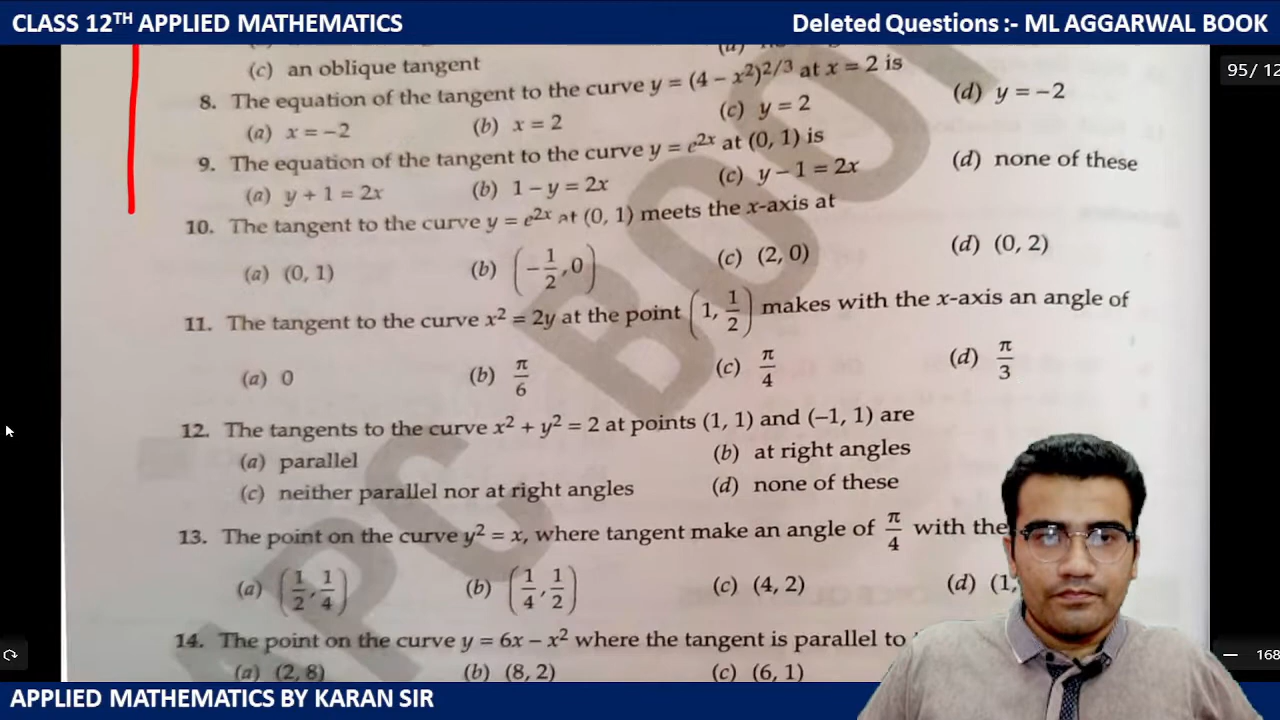 CLASS 12TH APPLIED MATHEMATICS
Deleted Questions :- ML AGGARWAL BOOK
95/ 12
(c) an oblique tangent
8. The equation of the tangent to the curve y = (4 – x²)^2/3 at x = 2 is
(a) x = –2 (b) x = 2 (c) y = 2 (d) y = –2
9. The equation of the tangent to the curve y = e^2x at (0, 1) is
(a) y + 1 = 2x (b) 1 – y = 2x (c) y – 1 = 2x (d) none of these
10. The tangent to the curve y = e^2x at (0, 1) meets the x-axis at
(a) (0, 1) (b) (–1/2, 0) (c) (2, 0) (d) (0, 2)
11. The tangent to the curve x² = 2y at the point (1, 1/2) makes with the x-axis an angle of
(a) 0 (b) π/6 (c) π/4 (d) π/3
12. The tangents to the curve x² + y² = 2 at points (1, 1) and (–1, 1) are
(a) parallel (b) at right angles
(c) neither parallel nor at right angles (d) none of these
13. The point on the curve y² = x, where tangent make an angle of π/4 with the
(a) (1/2, 1/4) (b) (1/4, 1/2) (c) (4, 2) (d) (1,
14. The point on the curve y = 6x – x² where the tangent is parallel to
(a) (2, 8) (b) (8, 2) (c) (6, 1)
168
APC BOO
APPLIED MATHEMATICS BY KARAN SIR